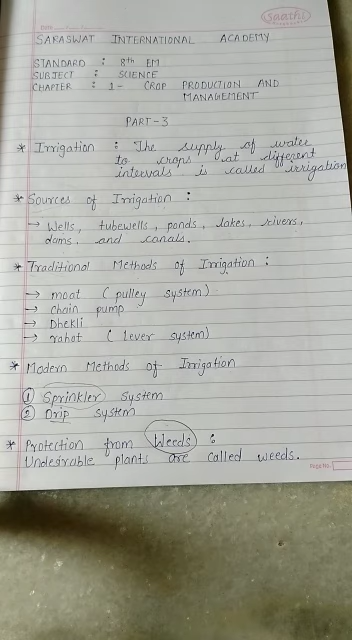 Saathi
Date
SARASWAT INTERNATIONAL ACADEMY
STANDARD : 8th EM
SUBJECT : SCIENCE
CHAPTER : 1- CROP PRODUCTION AND
MANAGEMENT
PART-3
* Irrigation : The supply of water
to crops at different
intervals is called irrigation
* Sources of Irrigation :
→ Wells, tubewells, ponds, lakes, rivers,
dams, and canals.
* Traditional Methods of Irrigation :
→ moat (pulley system)
→ chain pump
→ Dhekli
→ rahat (lever system)
* Modern Methods of Irrigation
① Sprinkler System
② Drip system
* Protection from Weeds :
Undesirable plants are called weeds.
Page No.